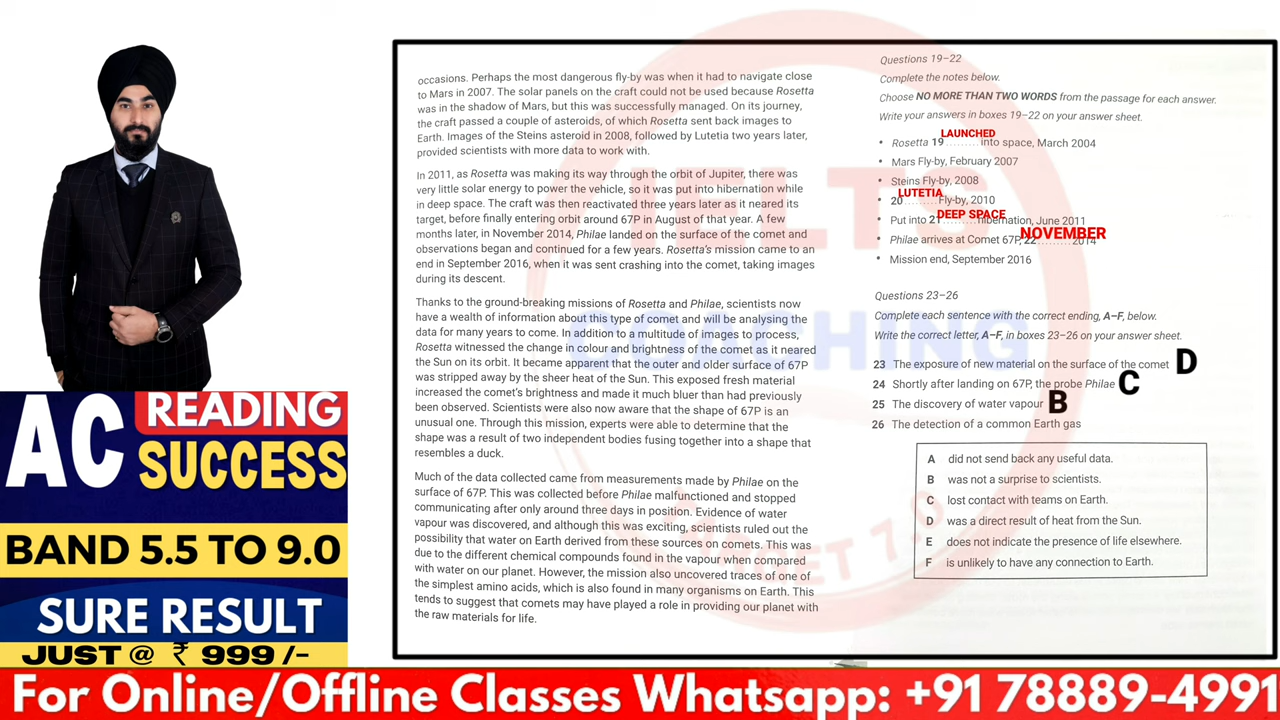 occasions. Perhaps the most dangerous fly-by was when it had to navigate close
to Mars in 2007. The solar panels on the craft could not be used because Rosetta
was in the shadow of Mars, but this was successfully managed. On its journey,
the craft passed a couple of asteroids, of which Rosetta sent back images to
Earth. Images of the Steins asteroid in 2008, followed by Lutetia two years later,
provided scientists with more data to work with.
In 2011, as Rosetta was making its way through the orbit of Jupiter, there was
very little solar energy to power the vehicle, so it was put into hibernation while
in deep space. The craft was then reactivated three years later as it neared its
target, before finally entering orbit around 67P in August of that year. A few
months later, in November 2014, Philae landed on the surface of the comet and
observations began and continued for a few years. Rosetta's mission came to an
end in September 2016, when it was sent crashing into the comet, taking images
during its descent.
Thanks to the ground-breaking missions of Rosetta and Philae, scientists now
have a wealth of information about this type of comet and will be analysing the
data for many years to come. In addition to a multitude of images to process,
Rosetta witnessed the change in colour and brightness of the comet as it neared
the Sun on its orbit. It became apparent that the outer and older surface of 67P
was stripped away by the sheer heat of the Sun. This exposed fresh material
increased the comet's brightness and made it much bluer than had previously
been observed. Scientists were also now aware that the shape of 67P is an
unusual one. Through this mission, experts were able to determine that the
shape was a result of two independent bodies fusing together into a shape that
resembles a duck.
Much of the data collected came from measurements made by Philae on the
surface of 67P. This was collected before Philae malfunctioned and stopped
communicating after only around three days in position. Evidence of water
vapour was discovered, and although this was exciting, scientists ruled out the
possibility that water on Earth derived from these sources on comets. This was
due to the different chemical compounds found in the vapour when compared
with water on our planet. However, the mission also uncovered traces of one of
the simplest amino acids, which is also found in many organisms on Earth. This
tends to suggest that comets may have played a role in providing our planet with
the raw materials for life.
Questions 19–22
Complete the notes below.
Choose NO MORE THAN TWO WORDS from the passage for each answer.
Write your answers in boxes 19–22 on your answer sheet.
LAUNCHED
• Rosetta 19 ......... into space, March 2004
• Mars Fly-by, February 2007
• Steins Fly-by, 2008
LUTETIA
• 20 ......... Fly-by, 2010
DEEP SPACE
• Put into 21 ......... hibernation, June 2011
NOVEMBER
• Philae arrives at Comet 67P, 22 ......... 2014
• Mission end, September 2016
Questions 23–26
Complete each sentence with the correct ending, A–F, below.
Write the correct letter, A–F, in boxes 23–26 on your answer sheet.
23 The exposure of new material on the surface of the comet D
24 Shortly after landing on 67P, the probe Philae C
25 The discovery of water vapour B
26 The detection of a common Earth gas
A did not send back any useful data.
B was not a surprise to scientists.
C lost contact with teams on Earth.
D was a direct result of heat from the Sun.
E does not indicate the presence of life elsewhere.
F is unlikely to have any connection to Earth.
IELTS
COACHING
AC READING
SUCCESS
BAND 5.5 TO 9.0
SURE RESULT
JUST @ ₹ 999 /-
For Online/Offline Classes Whatsapp: +91 78889-4991